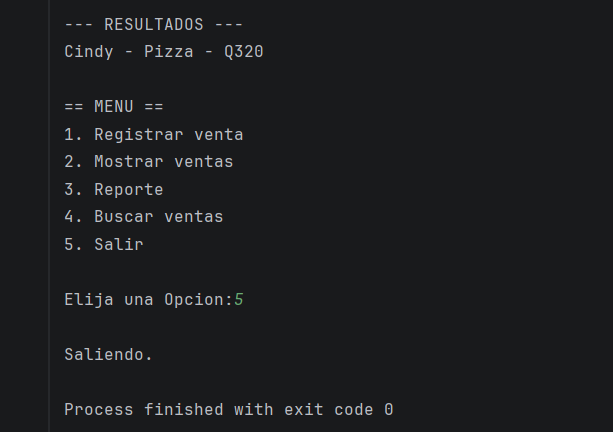 --- RESULTADOS ---
Cindy - Pizza - Q320
== MENU ==
1. Registrar venta
2. Mostrar ventas
3. Reporte
4. Buscar ventas
5. Salir
Elija una Opcion:5
Saliendo.
Process finished with exit code 0